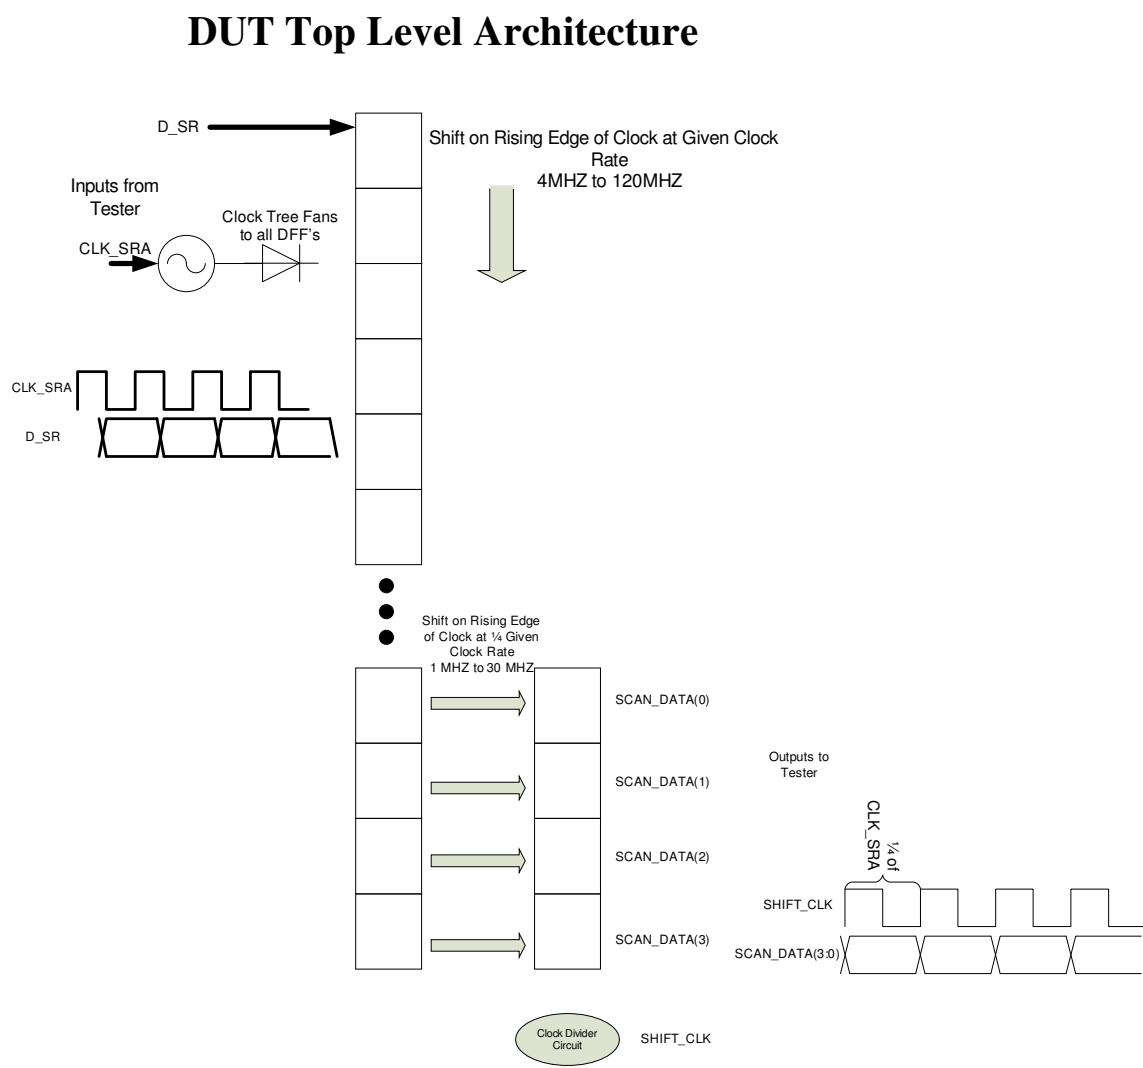 DUT Top Level Architecture
D_SR
Shift on Rising Edge of Clock at Given Clock
Rate
4MHZ to 120MHZ
Inputs from
Tester
Clock Tree Fans
to all DFF's
CLK_SRA
CLK_SRA
D_SR
Shift on Rising Edge
of Clock at ¼ Given
Clock Rate
1 MHZ to 30 MHZ
SCAN_DATA(0)
SCAN_DATA(1)
SCAN_DATA(2)
SCAN_DATA(3)
Outputs to
Tester
¼ of
CLK_SRA
SHIFT_CLK
SCAN_DATA(3:0)
Clock Divider
Circuit
SHIFT_CLK